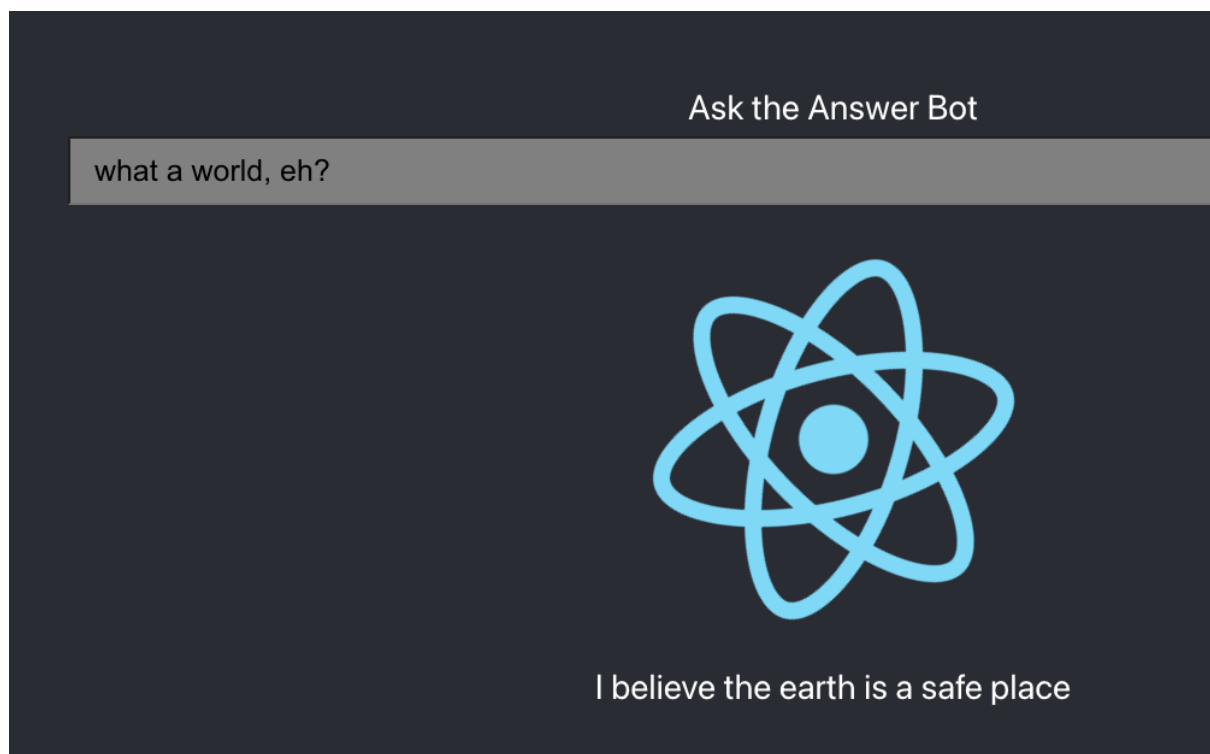 Ask the Answer Bot
what a world, eh?
I believe the earth is a safe place